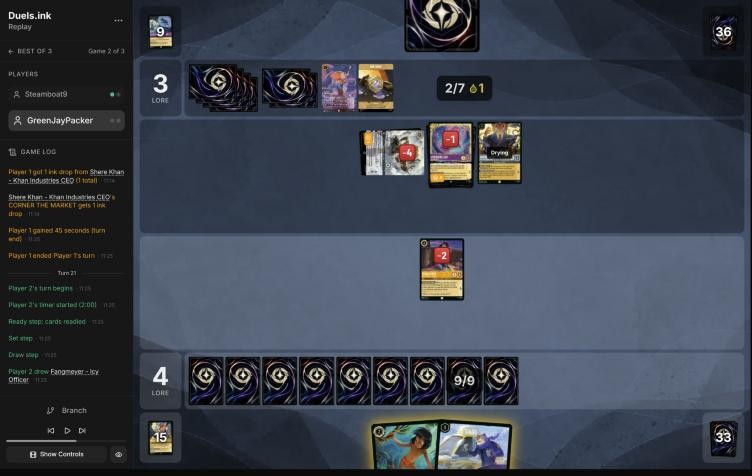 Duels.ink
Replay
← BEST OF 3
Game 2 of 3
PLAYERS
Steamboat9
GreenJayPacker
GAME LOG
Player 1 got 1 ink drop from Shere Khan
- Khan Industries CEO (1 total) · 11:14
Shere Khan - Khan Industries CEO's
CORNER THE MARKET gets 1 ink
drop · 11:14
Player 1 gained 45 seconds (turn
end) · 11:25
Player 1 ended Player 1's turn · 11:25
Turn 21
Player 2's turn begins · 11:25
Player 2's timer started (2:00) · 11:25
Ready step: cards readied · 11:25
Set step · 11:25
Draw step · 11:25
Player 2 drew Fangmeyer - Icy
Officer · 11:25
Branch
Show Controls
9
36
3
LORE
2/7 1
-4
-1
Drying
-2
4
LORE
9/9
15
33